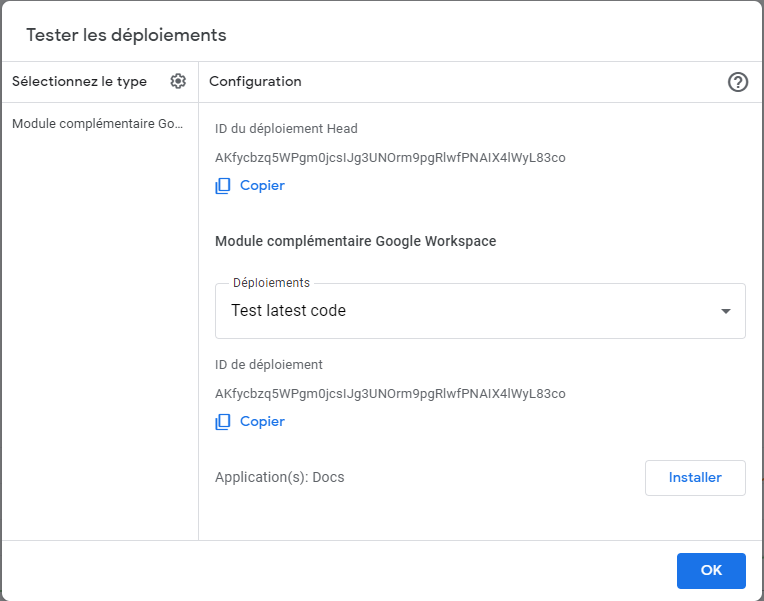 Tester les déploiements
Sélectionnez le type
Configuration
Module complémentaire Go...
ID du déploiement Head
AKfycbzq5WPgm0jcsIJg3UNOrm9pgRlwfPNAIX4lWyL83co
Copier
Module complémentaire Google Workspace
Déploiements
Test latest code
ID de déploiement
AKfycbzq5WPgm0jcsIJg3UNOrm9pgRlwfPNAIX4lWyL83co
Copier
Application(s): Docs
Installer
OK